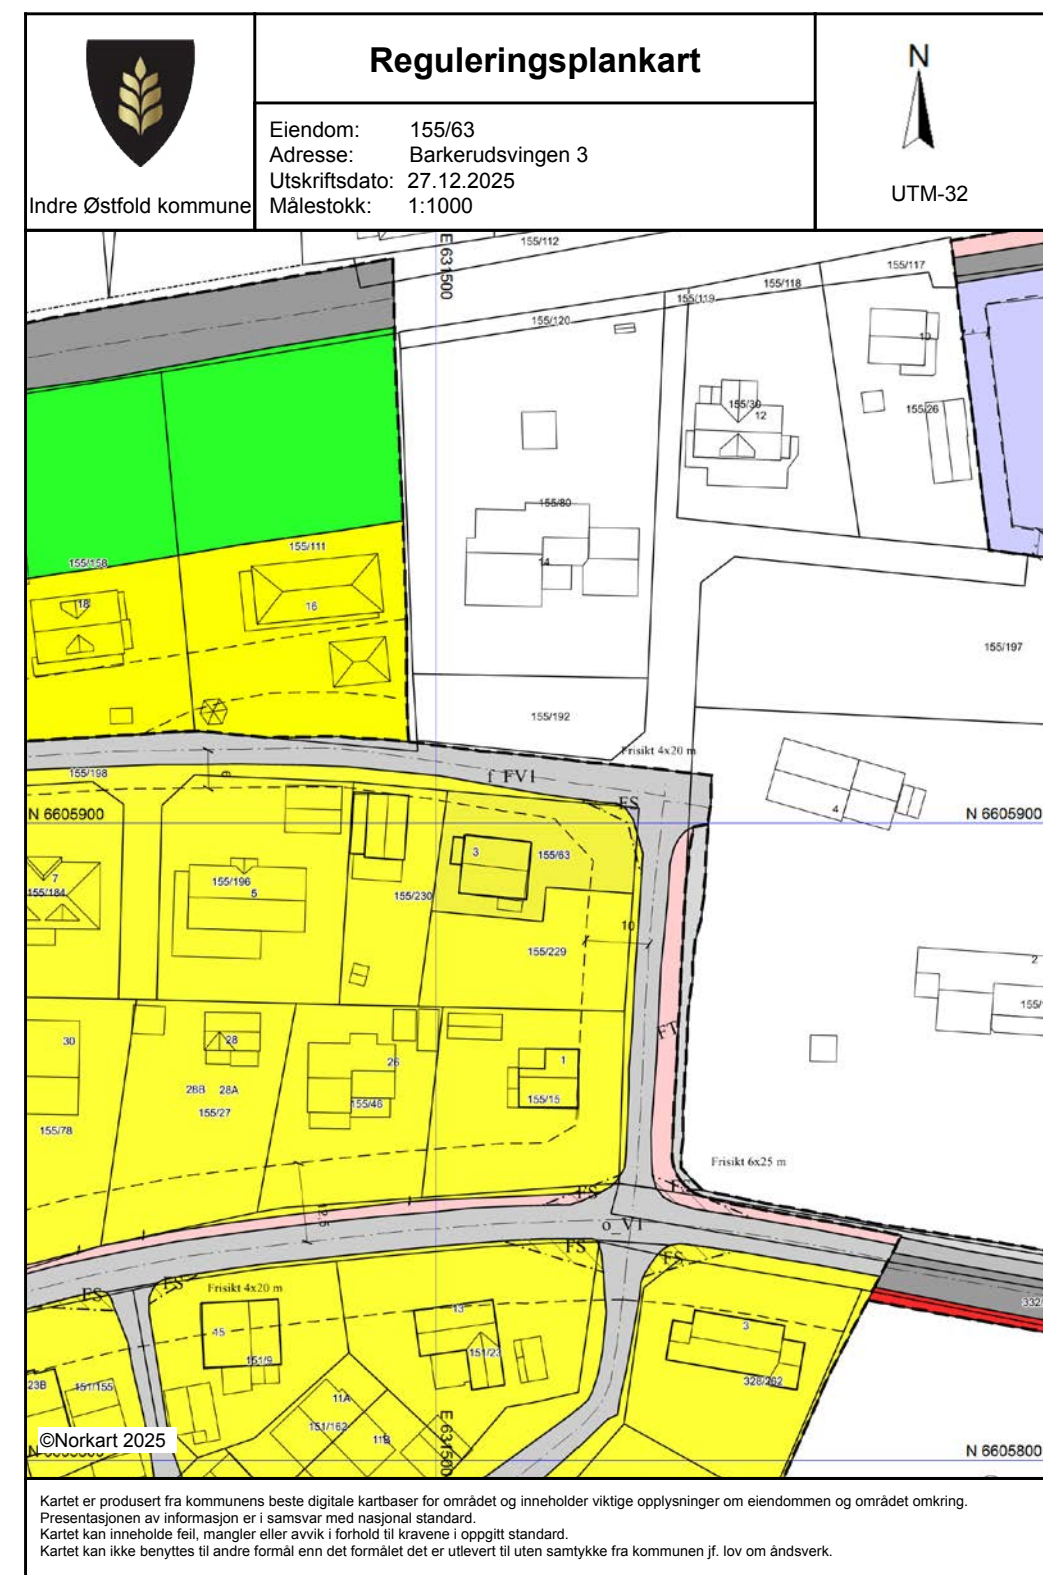 Reguleringsplankart
N
Eiendom: 155/63
Adresse: Barkerudsvingen 3
Utskriftsdato: 27.12.2025
Målestokk: 1:1000
Indre Østfold kommune
UTM-32
E 631500
155/112
155/117
155/118
155/119
155/120
10
155/30
12
155/26
155/80
14
155/111
155/158
16
18
155/197
155/192
Frisikt 4x20 m
f_FV1
155/198
6
FS
4
N 6605900
N 6605900
3
155/63
7
155/184
155/196
5
155/230
10
155/229
2
155/
FT
30
28
26
1
28B 28A
155/15
155/46
155/27
155/78
Frisikt 6x25 m
FS
FS
12.5
o_V1
FS
FS
FS
FS
Frisikt 4x20 m
332/
13
3
45
151/9
151/23
328/262
23B
151/155
11A
151/162
11B
E 631500
©Norkart 2025
N 6605800
N 6605800
Kartet er produsert fra kommunens beste digitale kartbaser for området og inneholder viktige opplysninger om eiendommen og området omkring.
Presentasjonen av informasjon er i samsvar med nasjonal standard.
Kartet kan inneholde feil, mangler eller avvik i forhold til kravene i oppgitt standard.
Kartet kan ikke benyttes til andre formål enn det formålet det er utlevert til uten samtykke fra kommunen jf. lov om åndsverk.